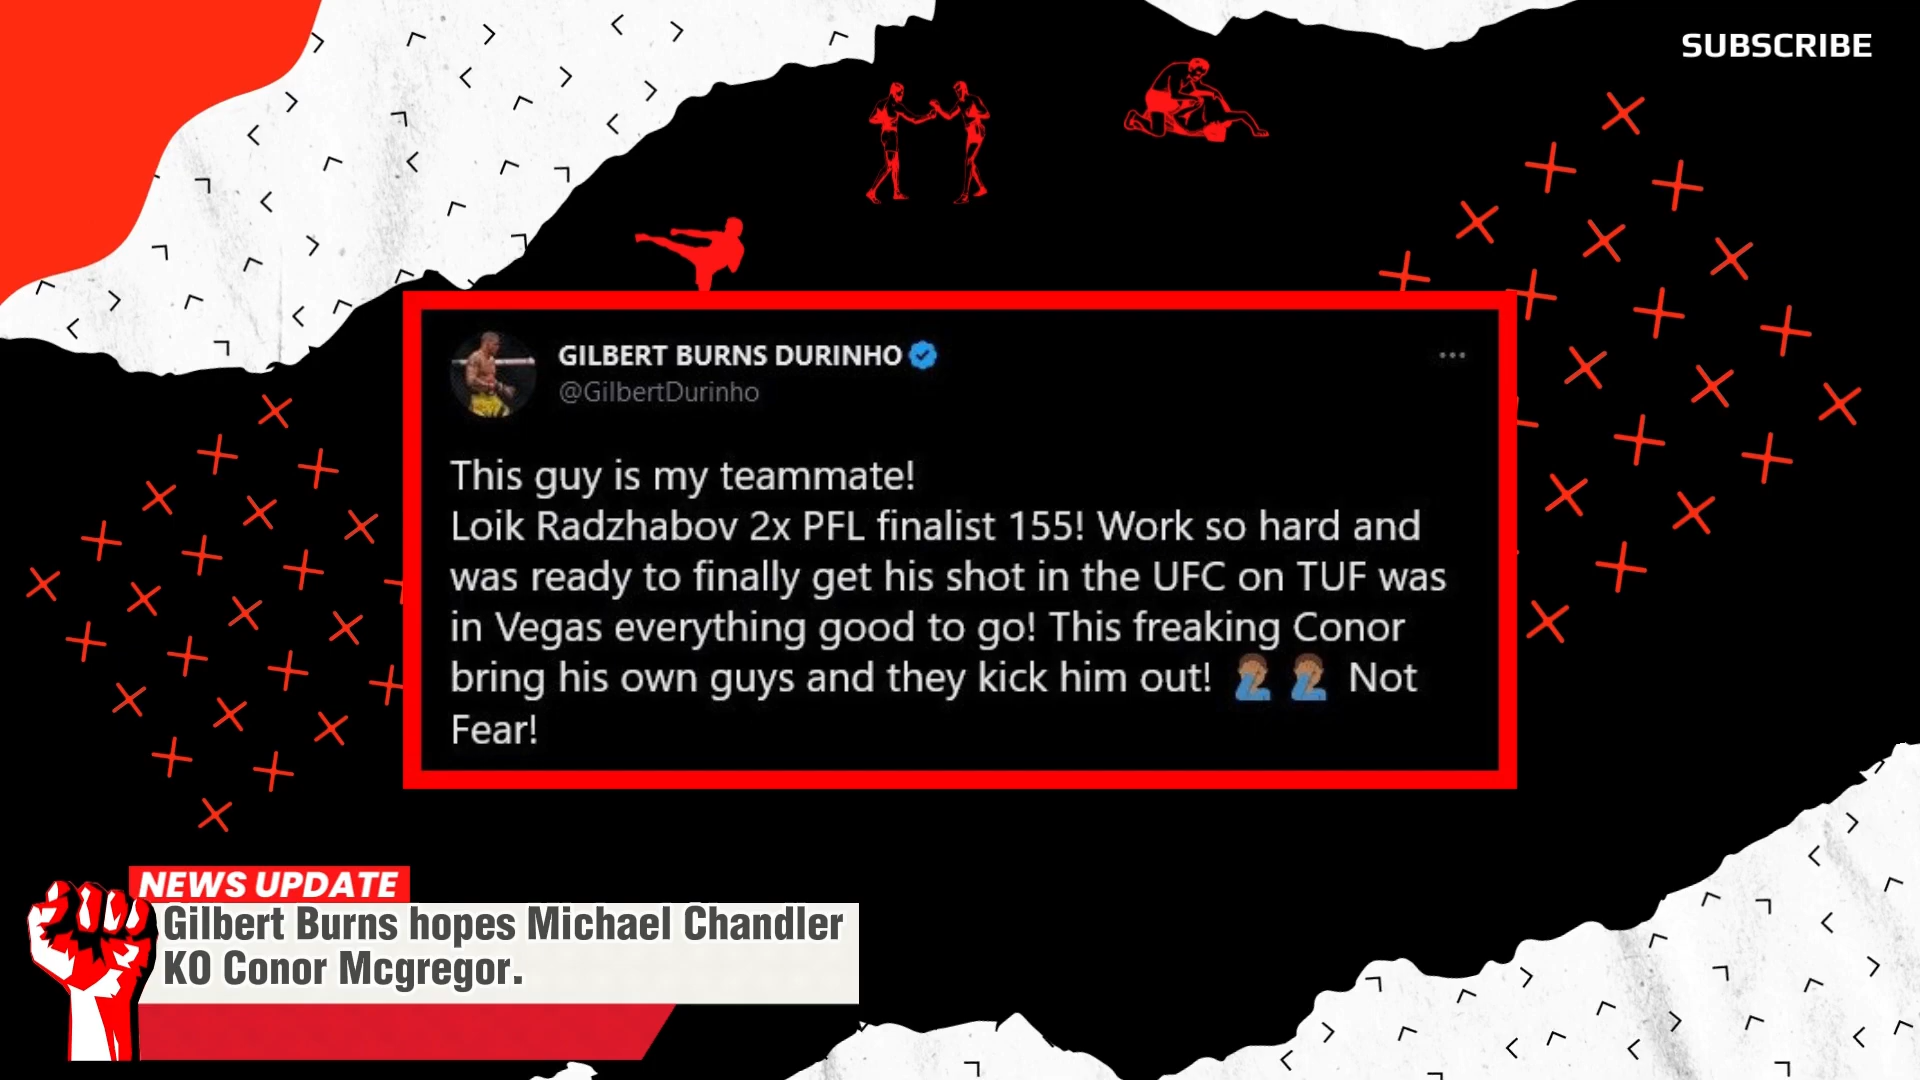 SUBSCRIBE
GILBERT BURNS DURINHO
@GilbertDurinho
This guy is my teammate!
Loik Radzhabov 2x PFL finalist 155! Work so hard and
was ready to finally get his shot in the UFC on TUF was
in Vegas everything good to go! This freaking Conor
bring his own guys and they kick him out! 🤦🏽‍♂️ 🤦🏽‍♂️ Not
Fear!
NEWS UPDATE
Gilbert Burns hopes Michael Chandler
KO Conor Mcgregor.